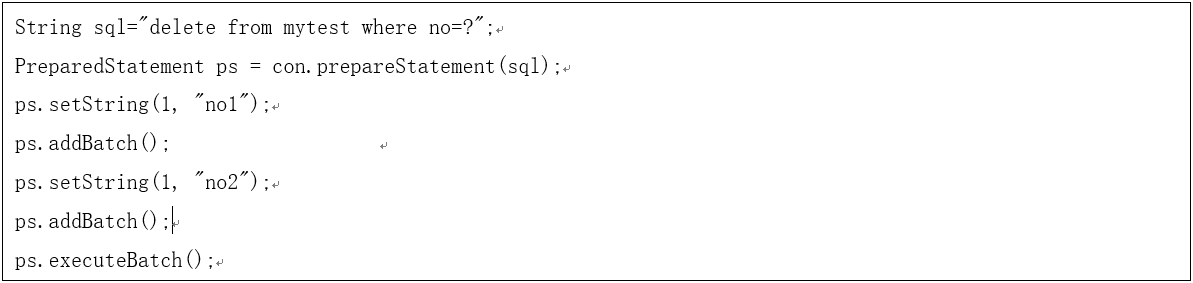 String sql="delete from mytest where no=?";
PreparedStatement ps = con.prepareStatement(sql);
ps.setString(1, "no1");
ps.addBatch();
ps.setString(1, "no2");
ps.addBatch();
ps.executeBatch();